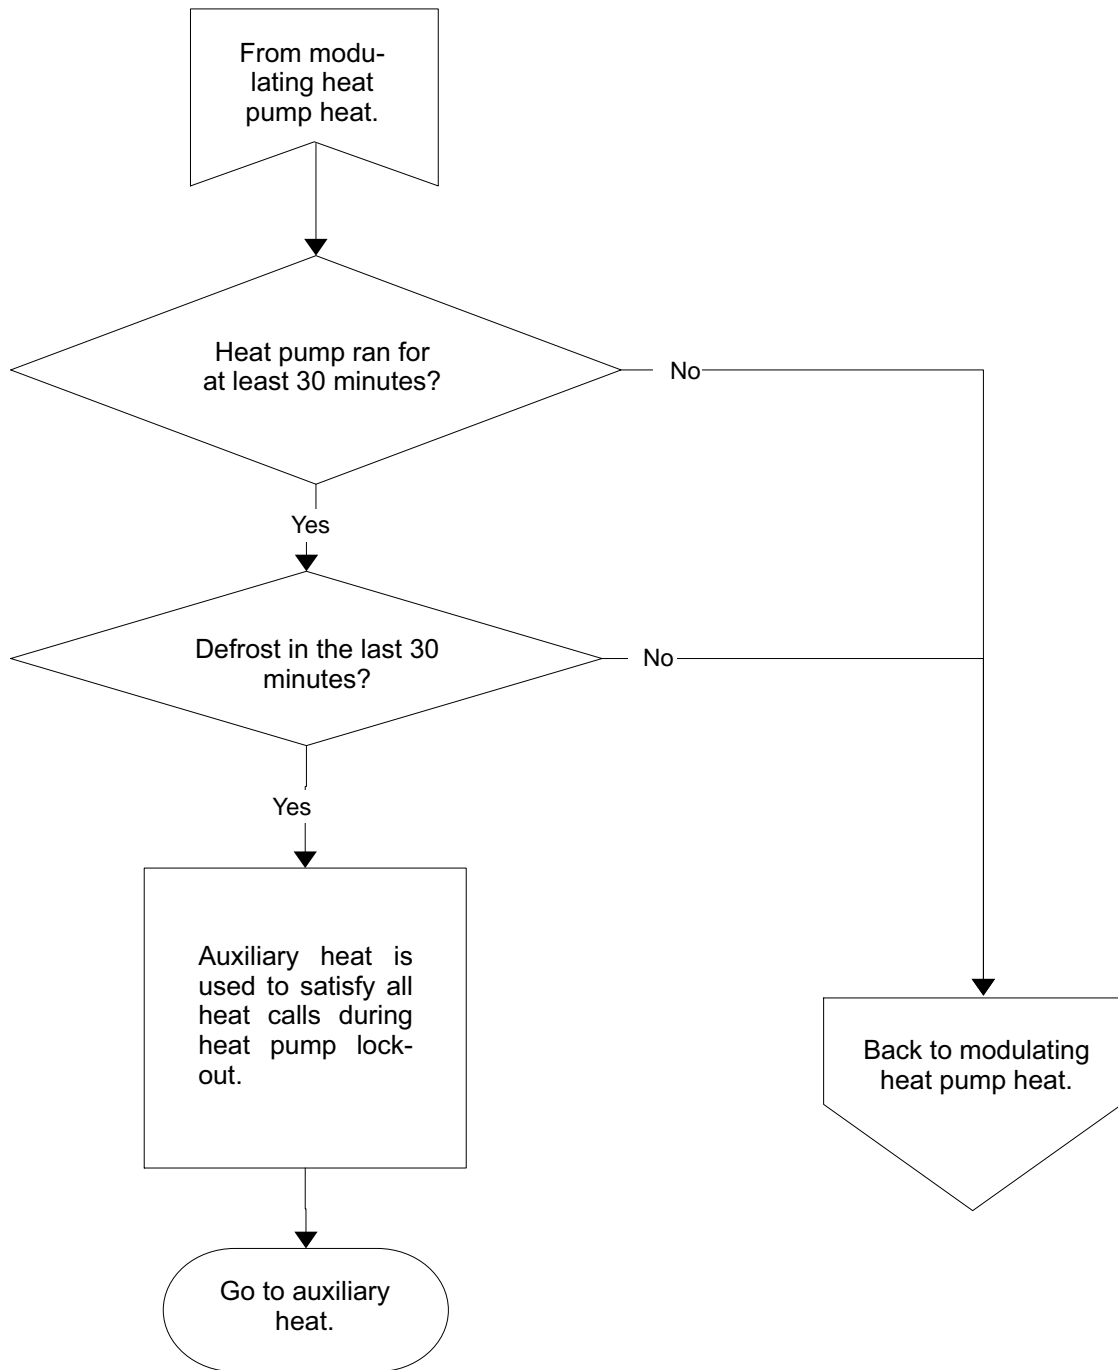 From modu-
lating heat
pump heat.
Heat pump ran for
at least 30 minutes?
No
Yes
Defrost in the last 30
minutes?
No
Yes
Auxiliary heat is
used to satisfy all
heat calls during
heat pump lock-
out.
Back to modulating
heat pump heat.
Go to auxiliary
heat.